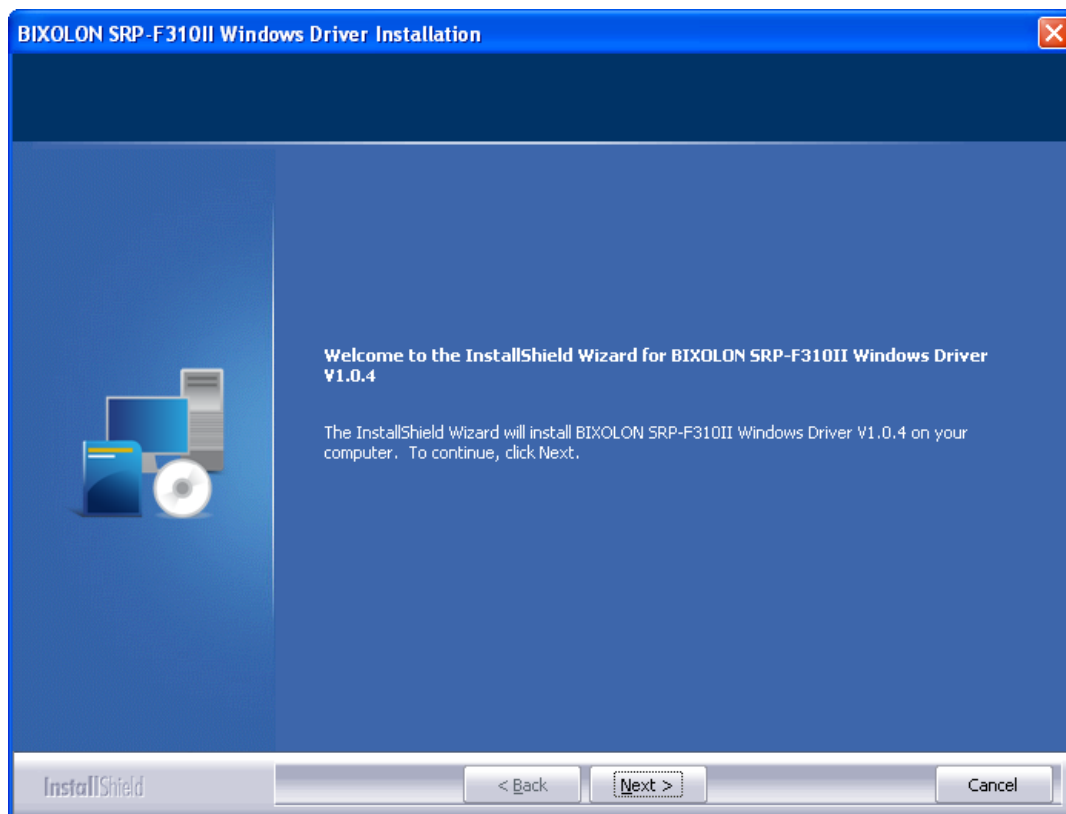 BIXOLON SRP-F310II Windows Driver Installation
Welcome to the InstallShield Wizard for BIXOLON SRP-F310II Windows Driver
V1.0.4
The InstallShield Wizard will install BIXOLON SRP-F310II Windows Driver V1.0.4 on your
computer. To continue, click Next.
InstallShield
< Back
Next >
Cancel